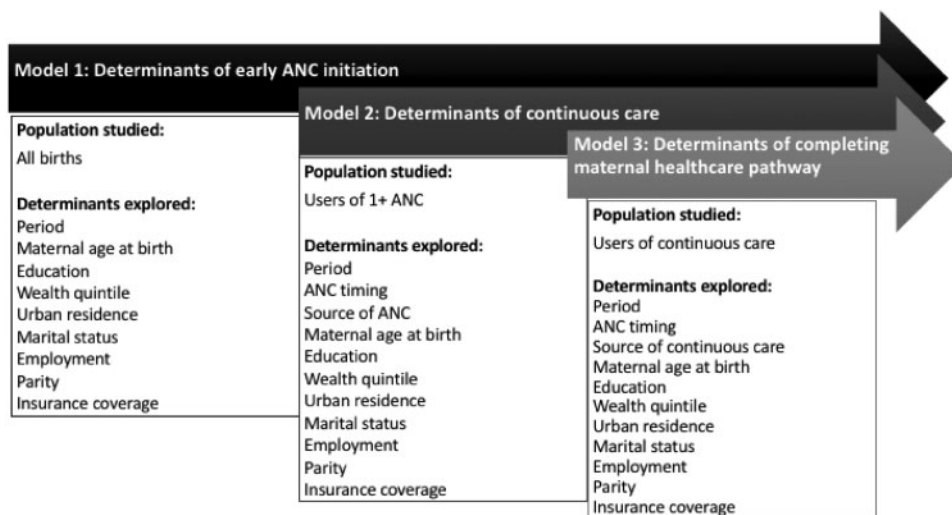 Model 1: Determinants of early ANC initiation
Population studied:
All births
Determinants explored:
Period
Maternal age at birth
Education
Wealth quintile
Urban residence
Marital status
Employment
Parity
Insurance coverage
Model 2: Determinants of continuous care
Population studied:
Users of 1+ ANC
Determinants explored:
Period
ANC timing
Source of ANC
Maternal age at birth
Education
Wealth quintile
Urban residence
Marital status
Employment
Parity
Insurance coverage
Model 3: Determinants of completing
maternal healthcare pathway
Population studied:
Users of continuous care
Determinants explored:
Period
ANC timing
Source of continuous care
Maternal age at birth
Education
Wealth quintile
Urban residence
Marital status
Employment
Parity
Insurance coverage